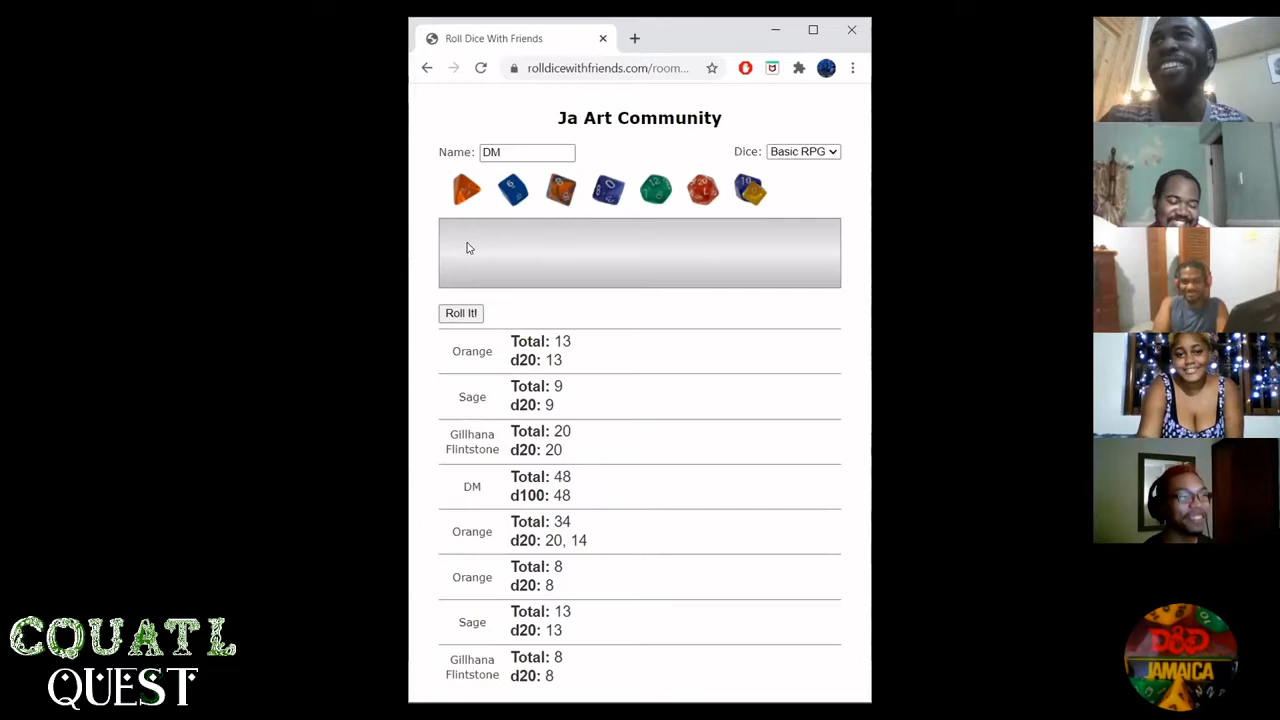 Roll Dice With Friends
rolldicewithfriends.com/room...
Ja Art Community
Name: DM
Dice: Basic RPG
Roll It!
Orange
Total: 13
d20: 13
Sage
Total: 9
d20: 9
Gillhana
Flintstone
Total: 20
d20: 20
DM
Total: 48
d100: 48
Orange
Total: 34
d20: 20, 14
Orange
Total: 8
d20: 8
Sage
Total: 13
d20: 13
Gillhana
Flintstone
Total: 8
d20: 8
CQUATL
QUEST
D&D
JAMAICA